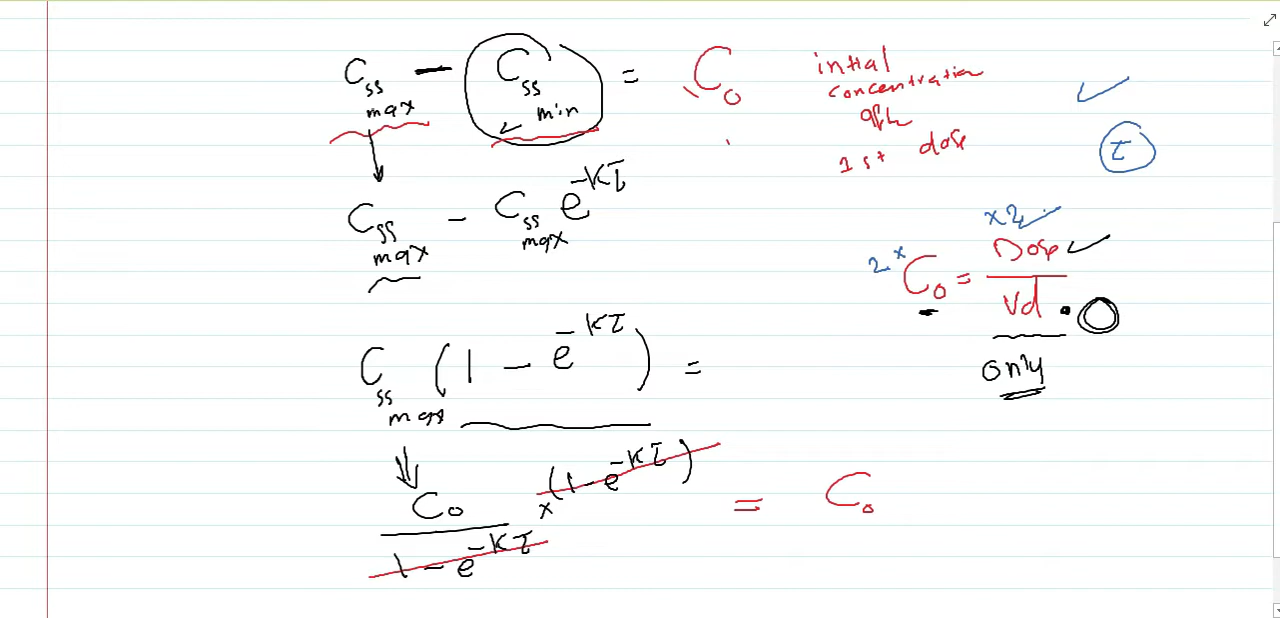 Css max - Css min = C₀
initial
concentration
after
1st dose
τ
Css max - Css max e^-Kτ
x2
2x C₀ = Dose / Vd .
only
Css max (1 - e^-Kτ) =
C₀ / 1 - e^-Kτ x (1 - e^-Kτ) = C₀